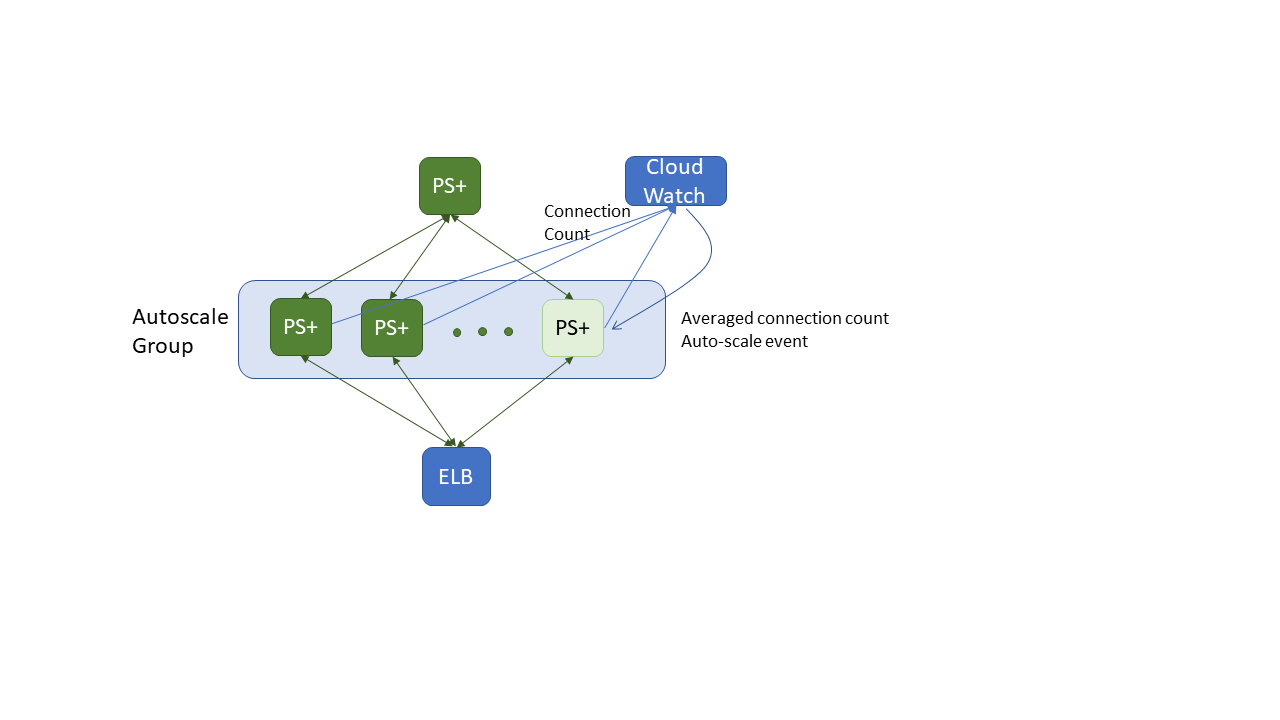 PS+
Cloud
Watch
Connection
Count
Autoscale
Group
PS+
PS+
PS+
Averaged connection count
Auto-scale event
ELB